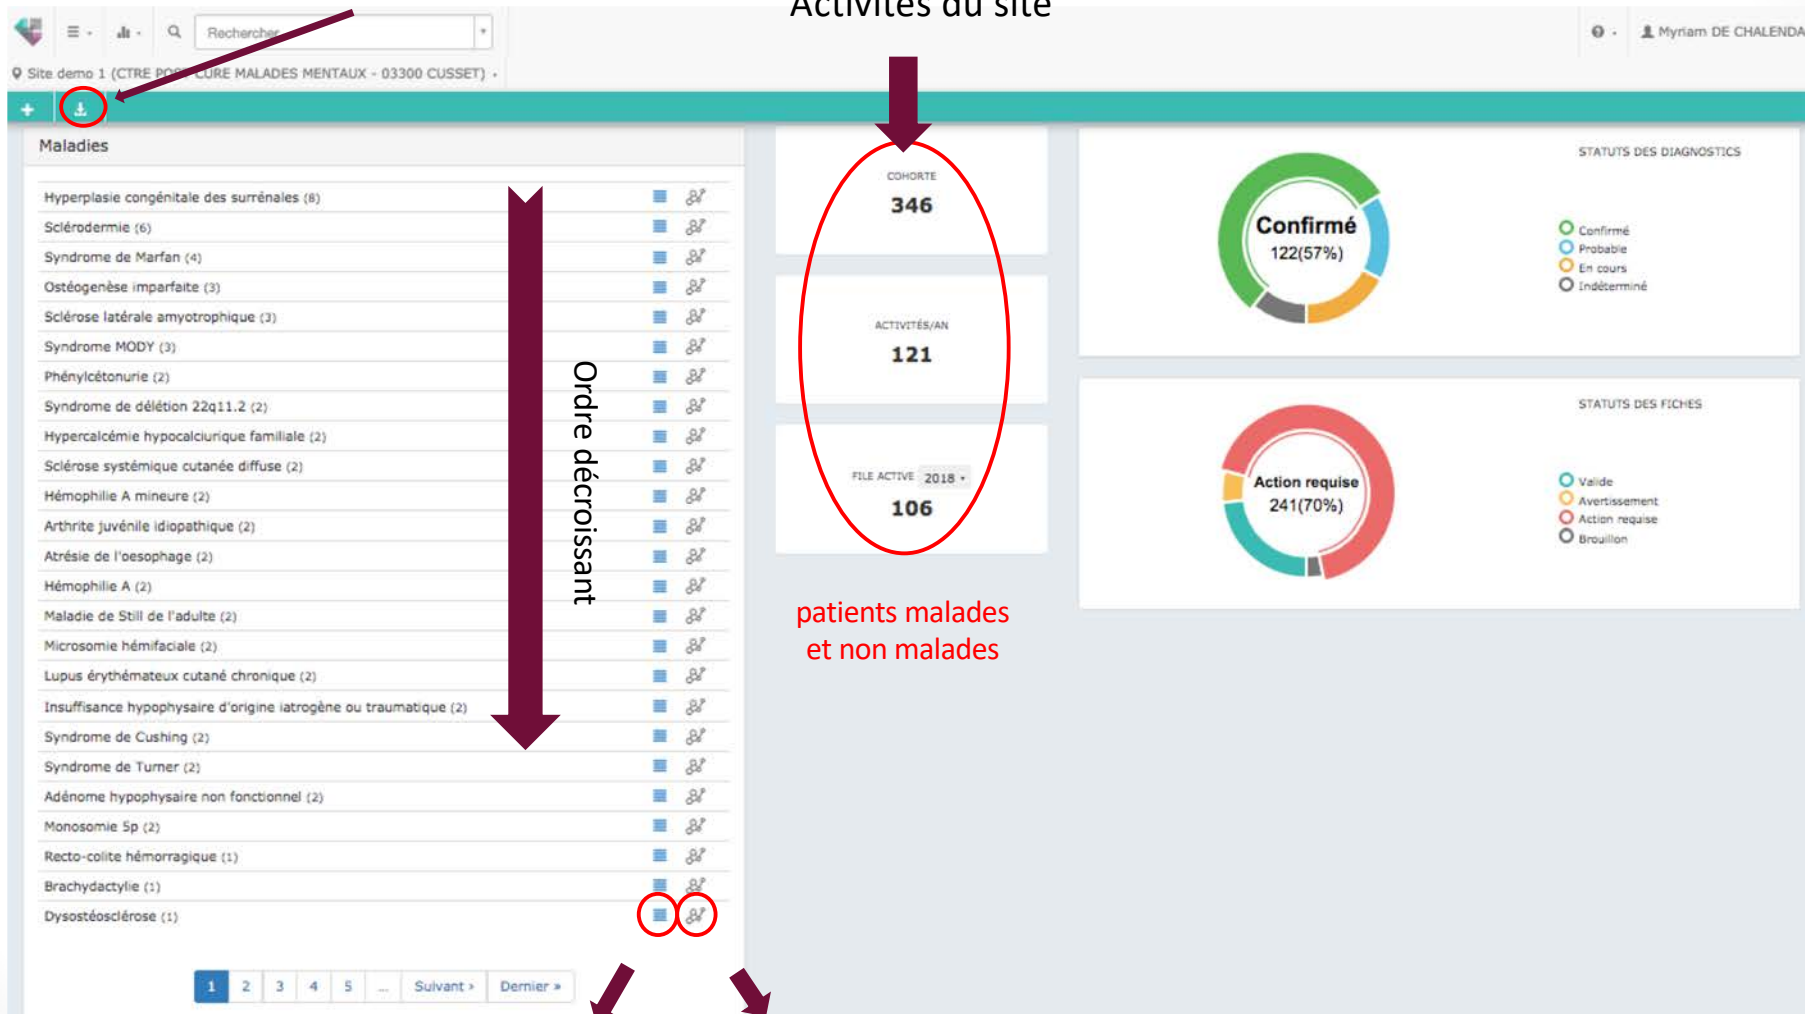 Activités du site
Rechercher
Myriam DE CHALENDA
Site demo 1 (CTRE POST CURE MALADES MENTAUX - 03300 CUSSET)
Maladies
Hyperplasie congénitale des surrénales (8)
Sclérodermie (6)
Syndrome de Marfan (4)
Ostéogenèse imparfaite (3)
Sclérose latérale amyotrophique (3)
Syndrome MODY (3)
Phénylcétonurie (2)
Syndrome de délétion 22q11.2 (2)
Hypercalcémie hypocalciurique familiale (2)
Sclérose systémique cutanée diffuse (2)
Hémophilie A mineure (2)
Arthrite juvénile idiopathique (2)
Atrésie de l'oesophage (2)
Hémophilie A (2)
Maladie de Still de l'adulte (2)
Microsomie hémifaciale (2)
Lupus érythémateux cutané chronique (2)
Insuffisance hypophysaire d'origine iatrogène ou traumatique (2)
Syndrome de Cushing (2)
Syndrome de Turner (2)
Adénome hypophysaire non fonctionnel (2)
Monosomie 5p (2)
Recto-colite hémorragique (1)
Brachydactylie (1)
Dysostéosclérose (1)
1 2 3 4 5 ... Suivant › Dernier »
Ordre décroissant
COHORTE
346
ACTIVITÉS/AN
121
FILE ACTIVE 2018
106
patients malades
et non malades
STATUTS DES DIAGNOSTICS
Confirmé
122(57%)
Confirmé
Probable
En cours
Indéterminé
STATUTS DES FICHES
Action requise
241(70%)
Valide
Avertissement
Action requise
Brouillon